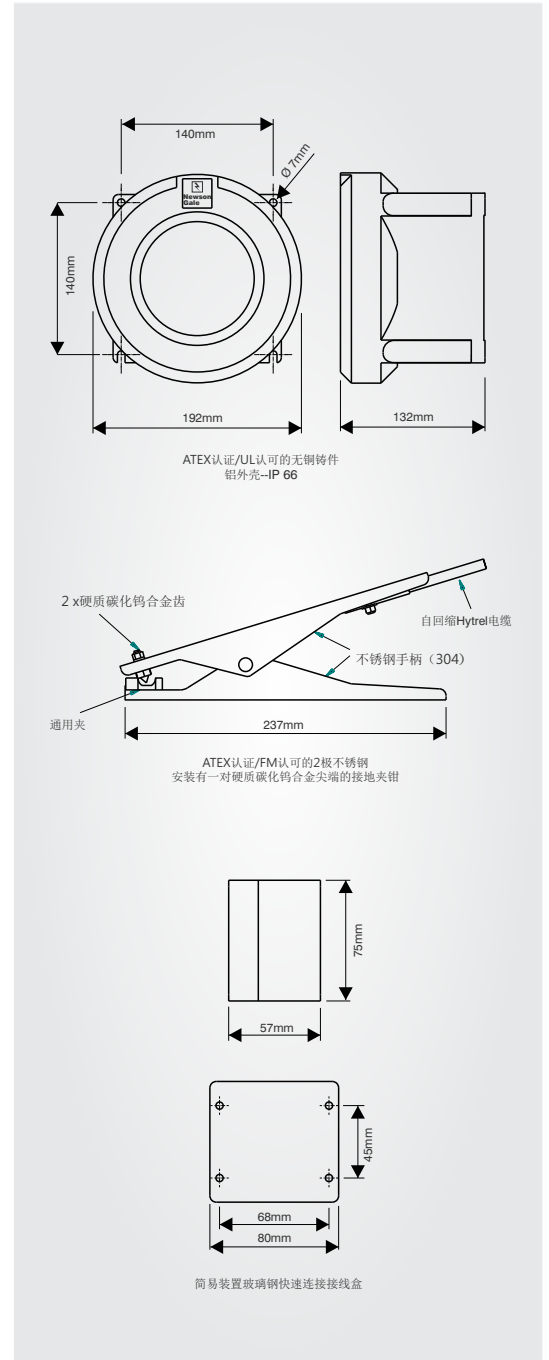 140mm
Ø 7mm
Newson
Gale
140mm
192mm
132mm
ATEX认证/UL认可的无铜铸件
铝外壳--IP 66
2 x硬质碳化钨合金齿
自回缩Hytrel电缆
不锈钢手柄（304）
通用夹
237mm
ATEX认证/FM认可的2极不锈钢
安装有一对硬质碳化钨合金尖端的接地夹钳
75mm
57mm
45mm
68mm
80mm
简易装置玻璃钢快速连接接线盒